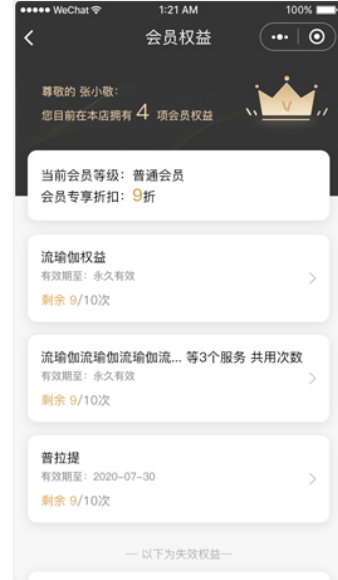 ●●●●● WeChat 1:21 AM 100%
会员权益
尊敬的 张小敬：
您目前在本店拥有 4 项会员权益
V
当前会员等级：普通会员
会员专享折扣：9折
流瑜伽权益
有效期至：永久有效
剩余 9/10次
流瑜伽流瑜伽流瑜伽流... 等3个服务 共用次数
有效期至：永久有效
剩余 9/10次
普拉提
有效期至：2020-07-30
剩余 9/10次
— 以下为失效权益—